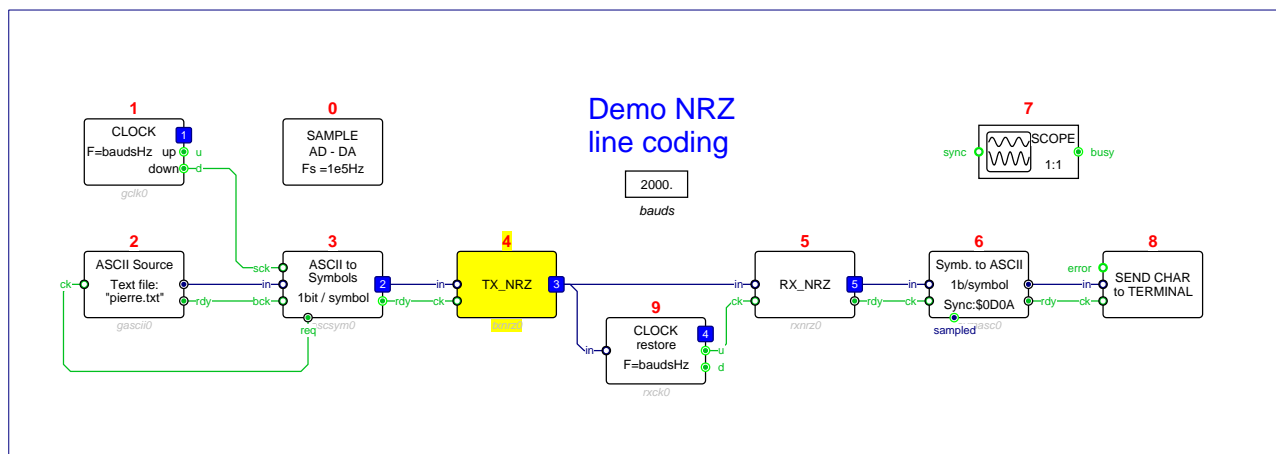 Demo NRZ
line coding
2000.
bauds
1
CLOCK
1
F=baudsHz
up
u
down
d
gclk0
0
SAMPLE
AD - DA
Fs =1e5Hz
7
sync
SCOPE
1:1
busy
2
ck
ASCII Source
Text file:
"pierre.txt"
rdy
gascii0
3
sck
ASCII to
Symbols
2
in
1bit / symbol
bck
rdy
req
4
in
TX_NRZ
3
ck
txnrz0
9
CLOCK
restore
4
in
u
F=baudsHz
d
rxck0
5
in
RX_NRZ
5
ck
rdy
rxnrz0
6
Symb. to ASCII
in
1b/symbol
ck
Sync:$0D0A
rdy
sampled
8
error
in
SEND CHAR
to TERMINAL
ck